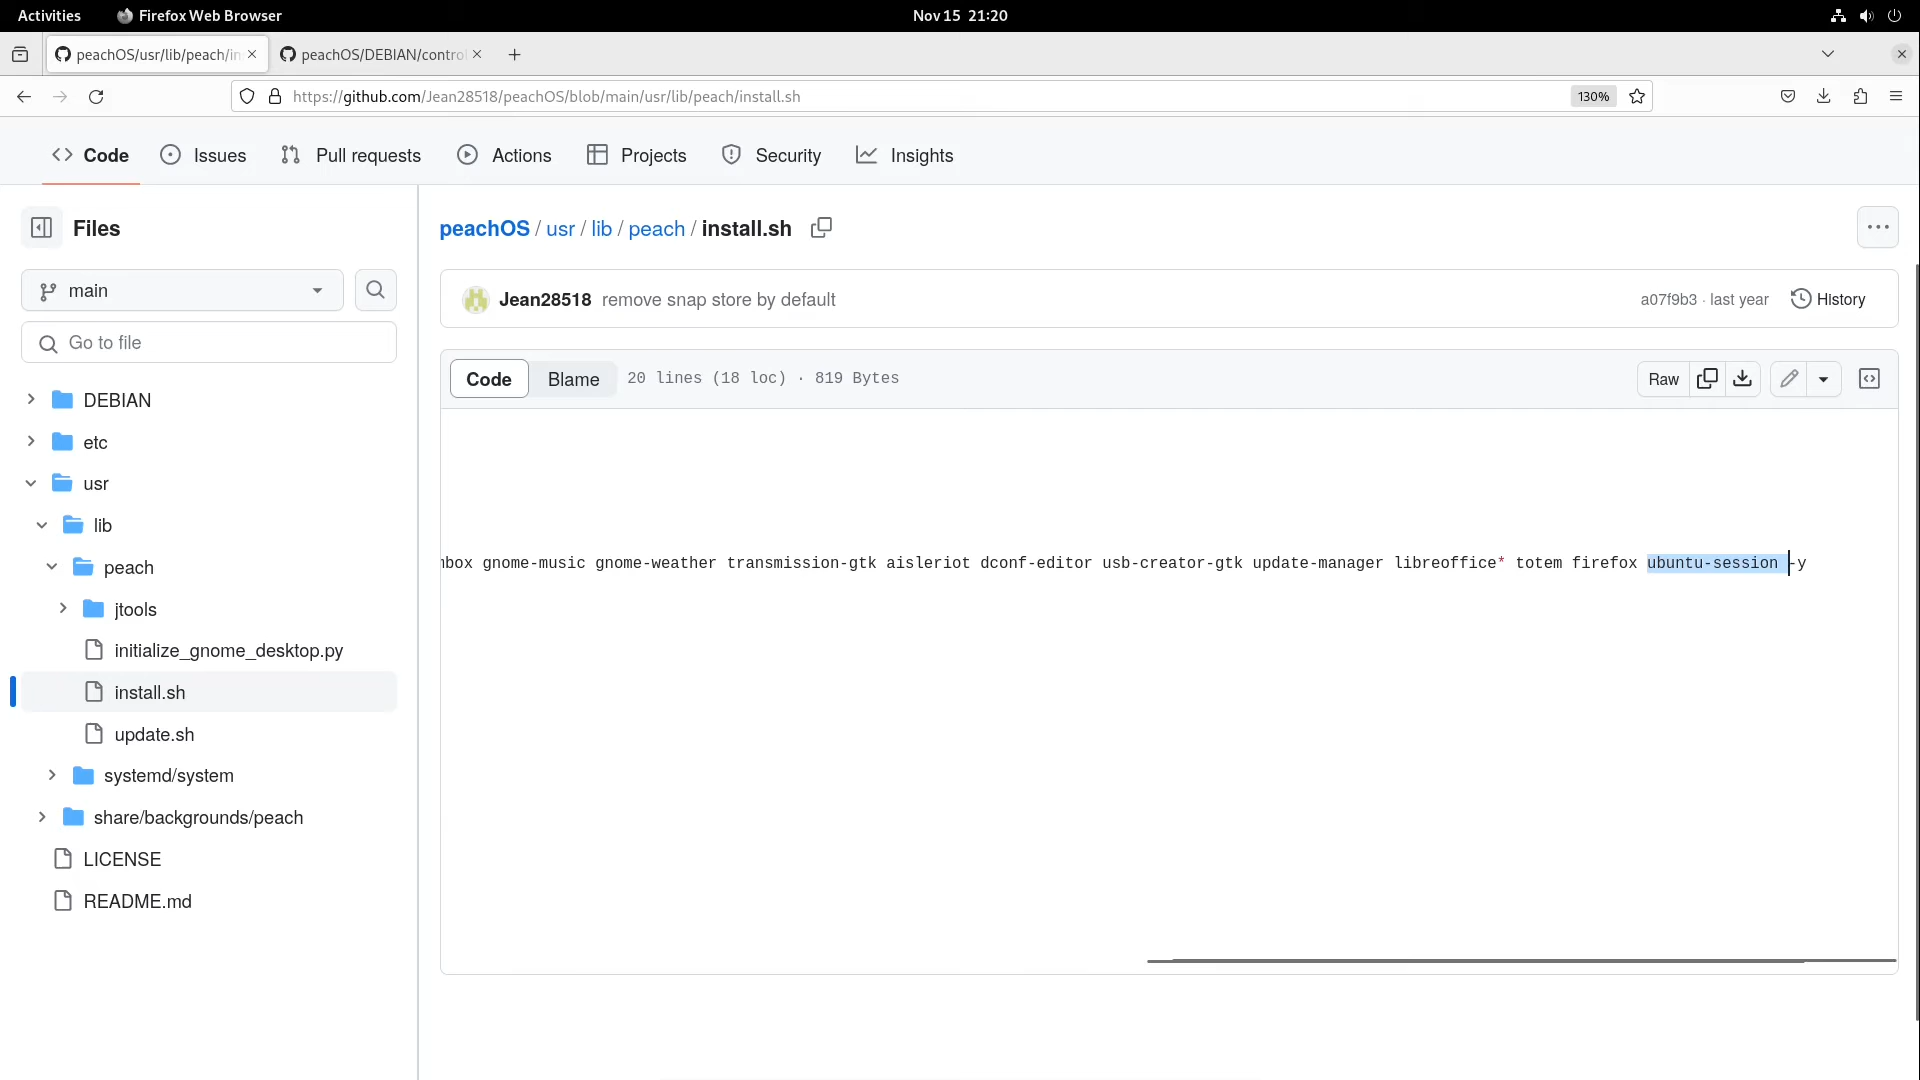 Activities Firefox Web Browser Nov 15 21:20
peachOS/usr/lib/peach/in peachOS/DEBIAN/contro
https://github.com/Jean28518/peachOS/blob/main/usr/lib/peach/install.sh 130%
Code Issues Pull requests Actions Projects Security Insights
Files
peachOS / usr / lib / peach / install.sh
main
Jean28518 remove snap store by default a07f9b3 · last year History
Go to file
Code Blame 20 lines (18 loc) · 819 Bytes Raw
DEBIAN
etc
usr
lib
nbox gnome-music gnome-weather transmission-gtk aisleriot dconf-editor usb-creator-gtk update-manager libreoffice* totem firefox ubuntu-session -y
peach
jtools
initialize_gnome_desktop.py
install.sh
update.sh
systemd/system
share/backgrounds/peach
LICENSE
README.md